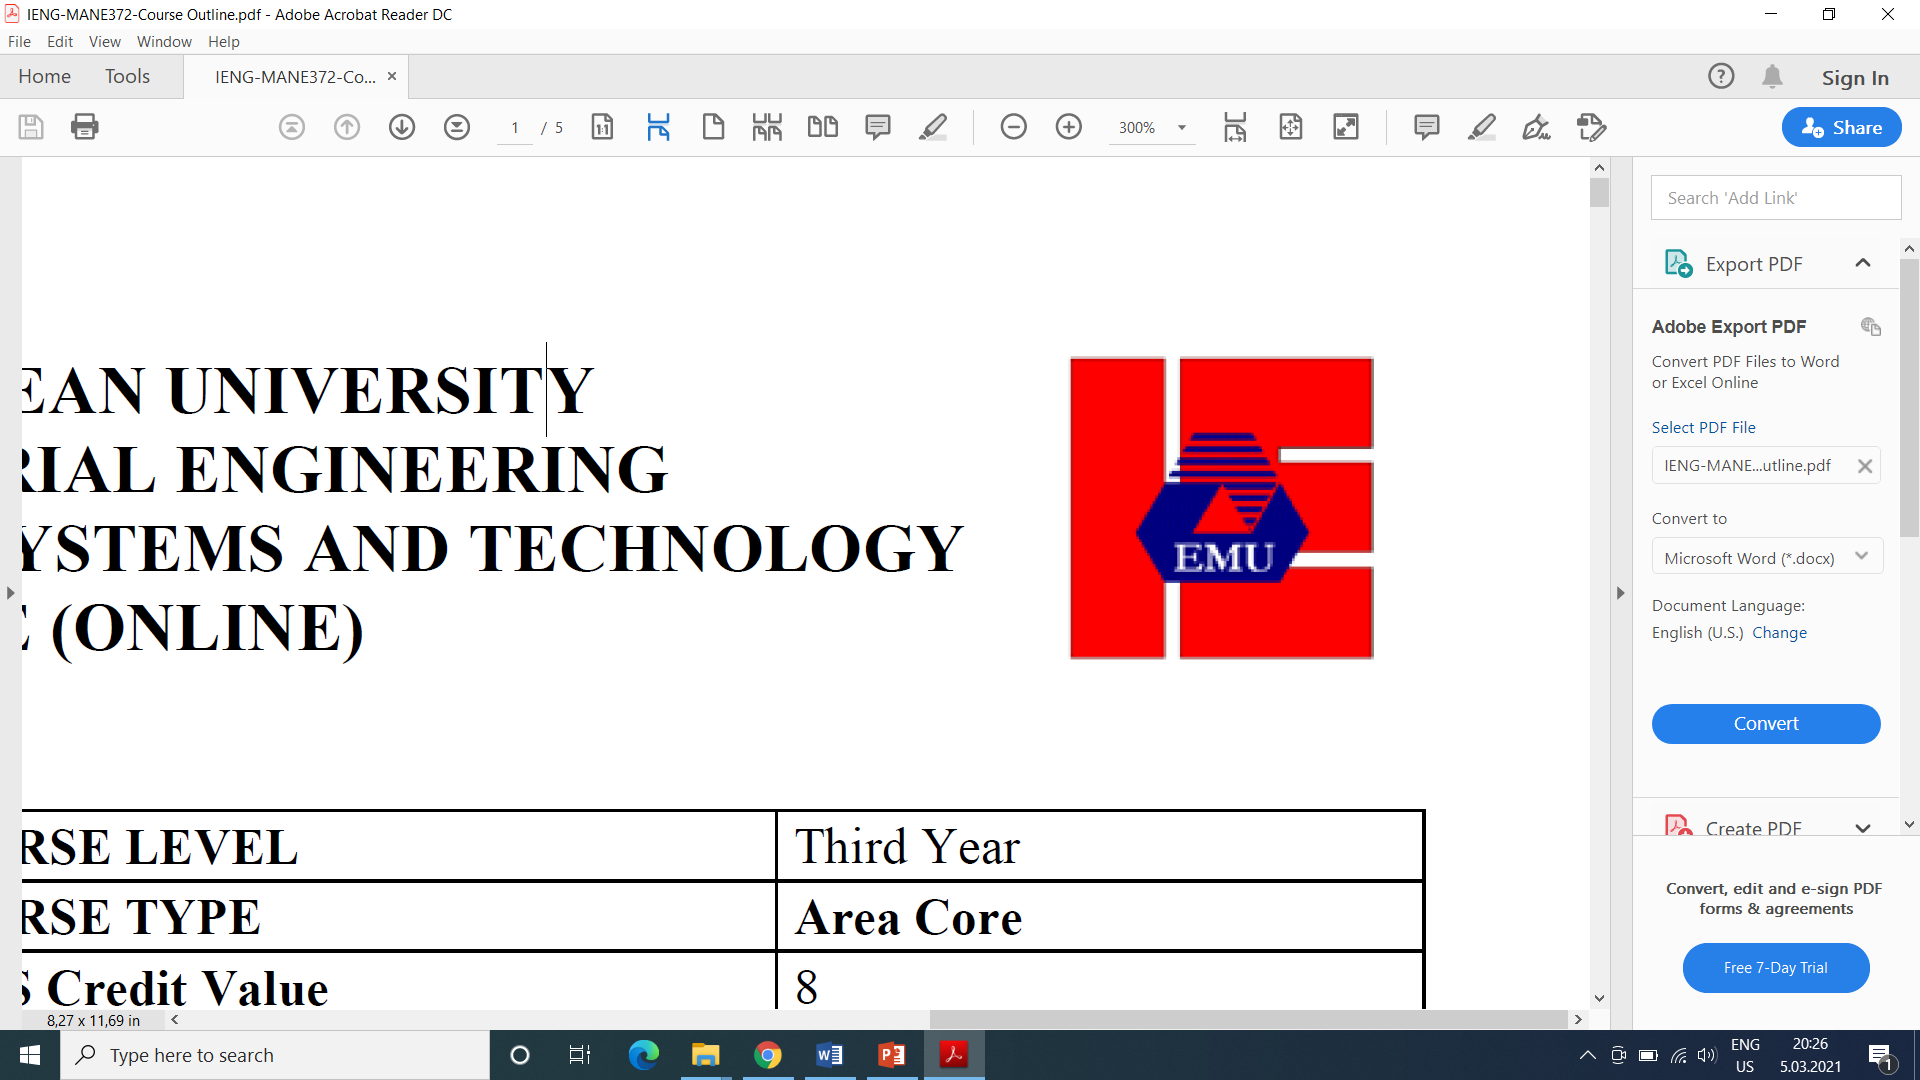 IENG-MANE372-Course Outline.pdf - Adobe Acrobat Reader DC
File Edit View Window Help
Home Tools IENG-MANE372-Co... Sign In
1 / 5 300% Share
Search 'Add Link'
Export PDF
Adobe Export PDF
Convert PDF Files to Word
or Excel Online
Select PDF File
IENG-MANE...utline.pdf
Convert to
Microsoft Word (*.docx)
Document Language:
English (U.S.) Change
Convert
Create PDF
Convert, edit and e-sign PDF
forms & agreements
Free 7-Day Trial
EAN UNIVERSITY
RIAL ENGINEERING
YSTEMS AND TECHNOLOGY
E (ONLINE)
EMU
RSE LEVEL Third Year
RSE TYPE Area Core
S Credit Value 8
8,27 x 11,69 in
Type here to search
ENG
US
20:26
5.03.2021
1